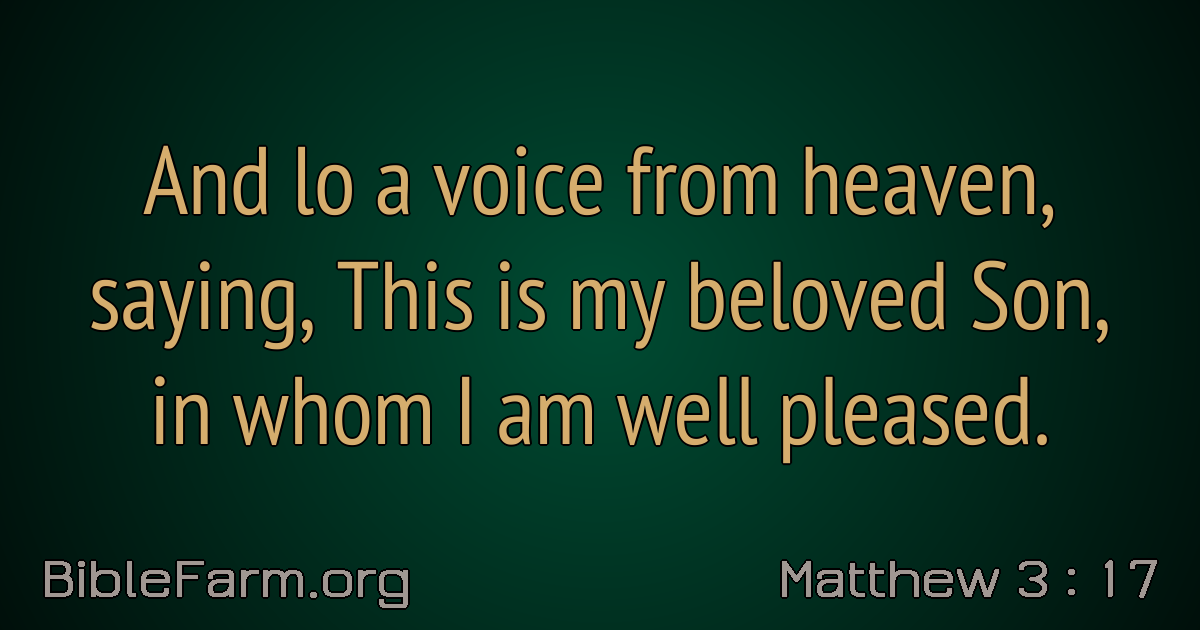 And lo a voice from heaven,
saying, This is my beloved Son,
in whom I am well pleased.
BibleFarm.org
Matthew 3 : 17